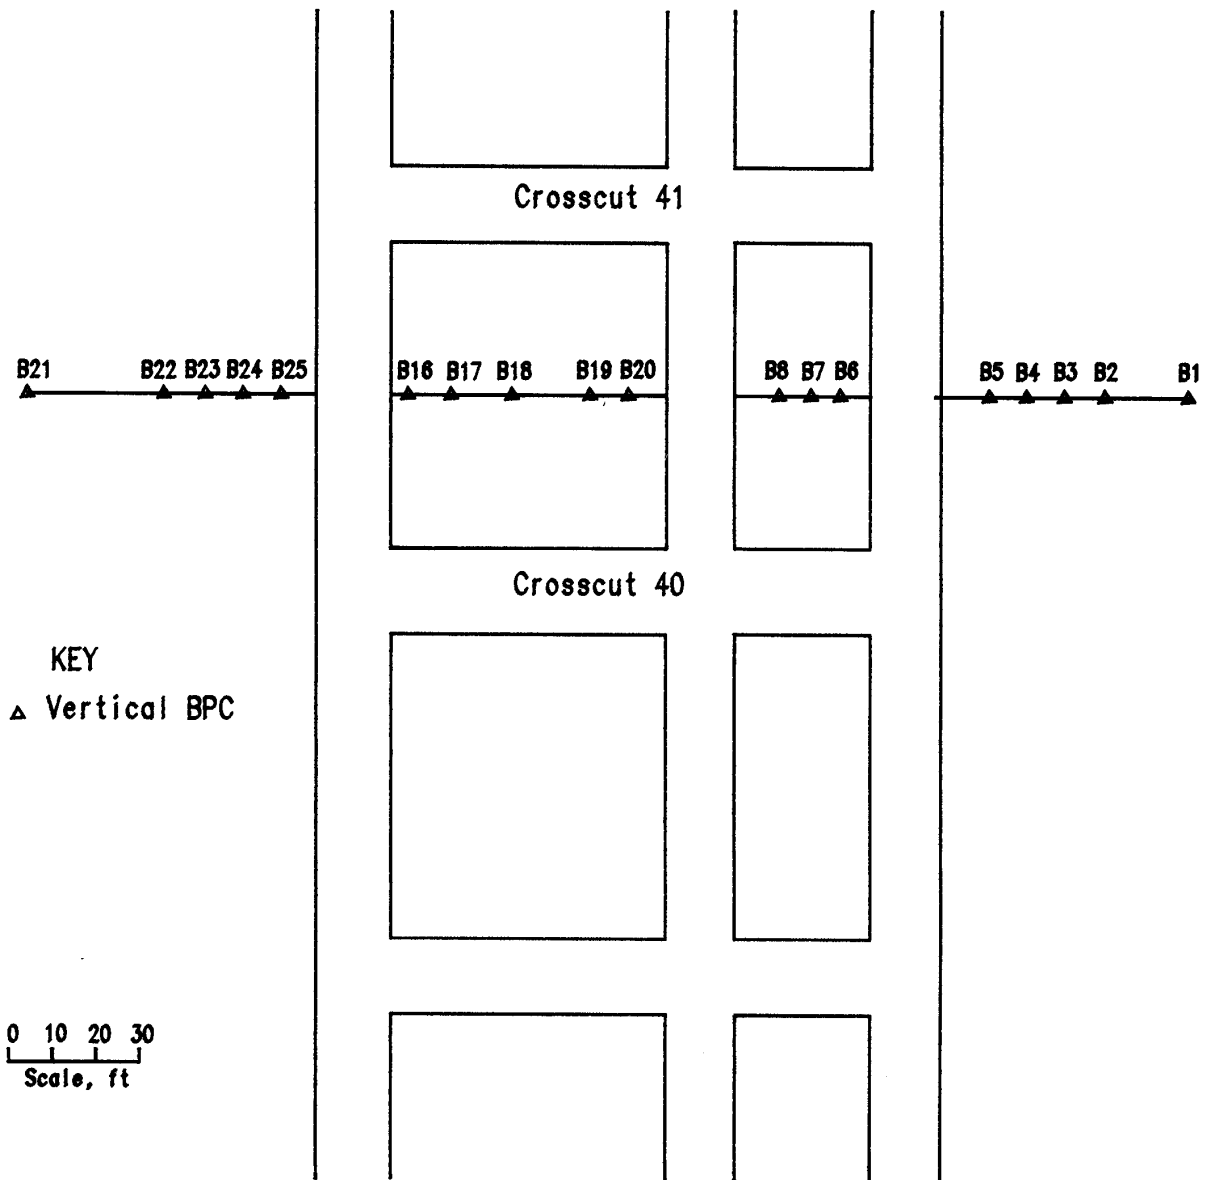 Crosscut 41
B21 B22 B23 B24 B25 B16 B17 B18 B19 B20 B8 B7 B6 B5 B4 B3 B2 B1
Crosscut 40
KEY
Vertical BPC
0 10 20 30
Scale, ft